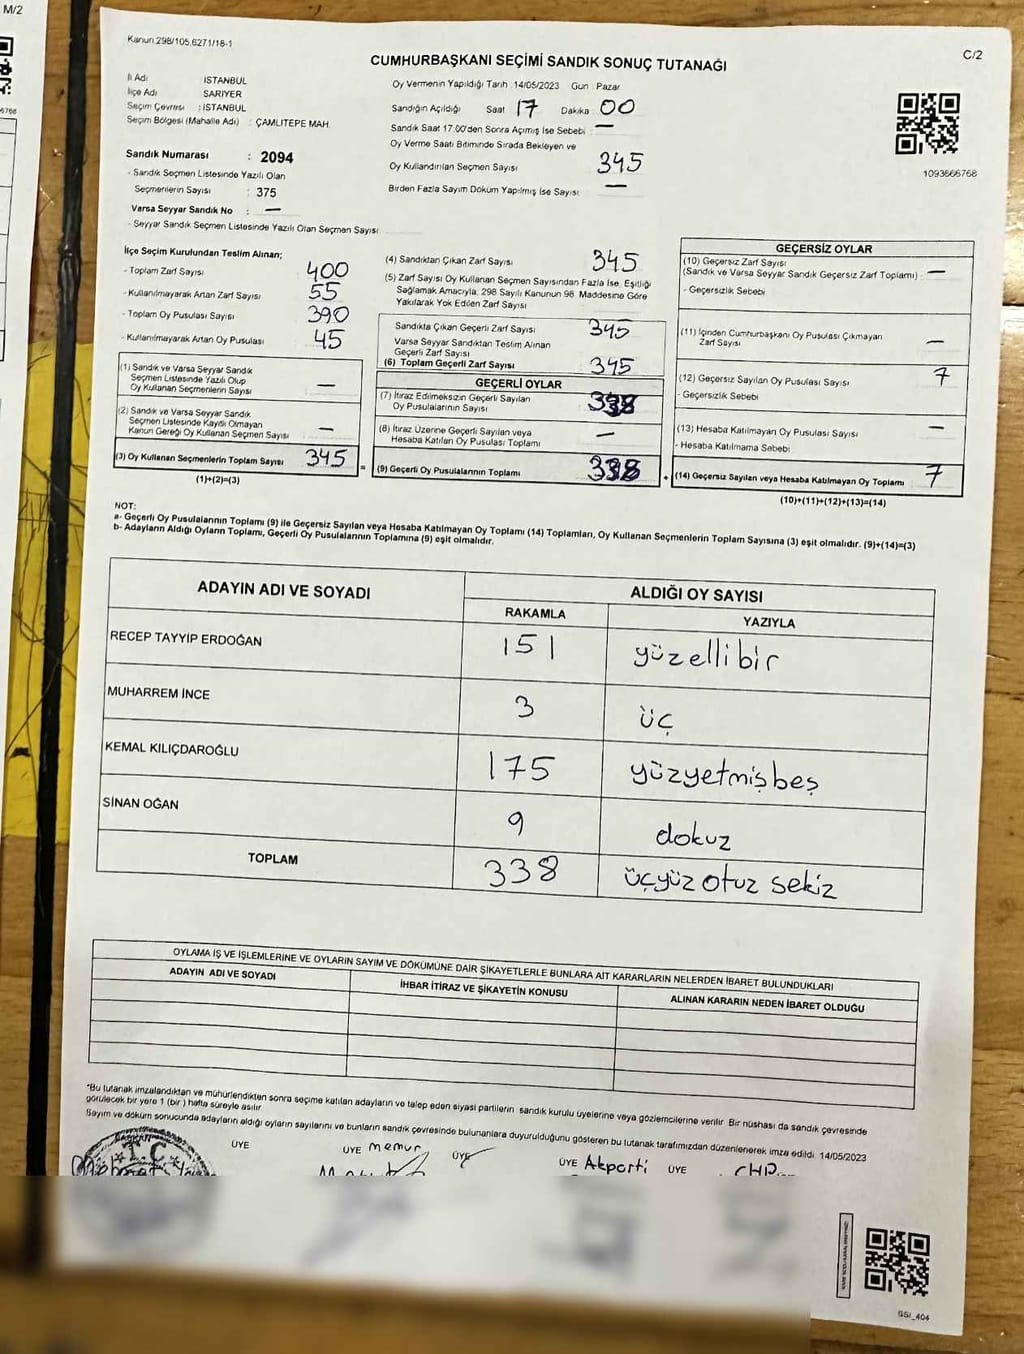 M/2
Kanun 298/105,6271/18-1
C/2
CUMHURBAŞKANI SEÇİMİ SANDIK SONUÇ TUTANAĞI
İl Adı : İSTANBUL
İlçe Adı : SARIYER
Seçim Çevresi : İSTANBUL
Seçim Bölgesi (Mahalle Adı) : ÇAMLITEPE MAH.
Oy Vermenin Yapıldığı Tarih : 14/05/2023 Gün : Pazar
Sandığın Açıldığı Saat 17 Dakika : 00
Sandık Saat 17.00'den Sonra Açımış İse Sebebi : —
Oy Verme Saati Bitiminde Sırada Bekleyen ve
Oy Kullandırılan Seçmen Sayısı 345
Birden Fazla Sayım Döküm Yapılmış İse Sayısı —
1093666768
Sandık Numarası : 2094
- Sandık Seçmen Listesinde Yazılı Olan
Seçmenlerin Sayısı : 375
Varsa Seyyar Sandık No : —
- Seyyar Sandık Seçmen Listesinde Yazılı Olan Seçmen Sayısı :
İlçe Seçim Kurulundan Teslim Alınan;
- Toplam Zarf Sayısı 400
- Kullanılmayarak Artan Zarf Sayısı 55
- Toplam Oy Pusulası Sayısı 390
- Kullanılmayarak Artan Oy Pusulası 45
(1) Sandık ve Varsa Seyyar Sandık
Seçmen Listesinde Yazılı Olup
Oy Kullanan Seçmenlerin Sayısı —
(2) Sandık ve Varsa Seyyar Sandık
Seçmen Listesinde Kayıtlı Olmayan
Kanun Gereği Oy Kullanan Seçmen Sayısı —
(3) Oy Kullanan Seçmenlerin Toplam Sayısı 345
(1)+(2)=(3)
(4) Sandıktan Çıkan Zarf Sayısı 345
(5) Zarf Sayısı Oy Kullanan Seçmen Sayısından Fazla İse, Eşitliği
Sağlamak Amacıyla, 298 Sayılı Kanunun 98. Maddesine Göre
Yakılarak Yok Edilen Zarf Sayısı
Sandıkta Çıkan Geçerli Zarf Sayısı 345
Varsa Seyyar Sandıktan Teslim Alınan
Geçerli Zarf Sayısı
(6) Toplam Geçerli Zarf Sayısı 345
GEÇERLİ OYLAR
(7) İtiraz Edilmeksizin Geçerli Sayılan
Oy Pusulalarının Sayısı 338
(8) İtiraz Üzerine Geçerli Sayılan veya
Hesaba Katılan Oy Pusulası Toplamı —
= (9) Geçerli Oy Pusulalarının Toplamı 338
GEÇERSİZ OYLAR
(10) Geçersiz Zarf Sayısı
(Sandık ve Varsa Seyyar Sandık Geçersiz Zarf Toplamı) —
- Geçersizlik Sebebi
(11) İçinden Cumhurbaşkanı Oy Pusulası Çıkmayan
Zarf Sayısı —
(12) Geçersiz Sayılan Oy Pusulası Sayısı 7
- Geçersizlik Sebebi
(13) Hesaba Katılmayan Oy Pusulası Sayısı —
- Hesaba Katılmama Sebebi
+ (14) Geçersiz Sayılan veya Hesaba Katılmayan Oy Toplamı 7
(10)+(11)+(12)+(13)=(14)
NOT:
a- Geçerli Oy Pusulalarının Toplamı (9) ile Geçersiz Sayılan veya Hesaba Katılmayan Oy Toplamı (14) Toplamları, Oy Kullanan Seçmenlerin Toplam Sayısına (3) eşit olmalıdır. (9)+(14)=(3)
b- Adayların Aldığı Oyların Toplamı, Geçerli Oy Pusulalarının Toplamına (9) eşit olmalıdır.
ADAYIN ADI VE SOYADI
ALDIĞI OY SAYISI
RAKAMLA YAZIYLA
RECEP TAYYİP ERDOĞAN 151 yüzellibir
MUHARREM İNCE 3 üç
KEMAL KILIÇDAROĞLU 175 yüzyetmişbeş
SİNAN OĞAN 9 dokuz
TOPLAM 338 üçyüz otuz sekiz
OYLAMA İŞ VE İŞLEMLERİNE VE OYLARIN SAYIM VE DÖKÜMÜNE DAİR ŞİKAYETLERLE BUNLARA AİT KARARLARIN NELERDEN İBARET BULUNDUKLARI
ADAYIN ADI VE SOYADI İHBAR İTİRAZ VE ŞİKAYETİN KONUSU ALINAN KARARIN NEDEN İBARET OLDUĞU
*Bu tutanak imzalandıktan ve mühürlendikten sonra seçime katılan adayların ve talep eden siyasi partilerin sandık kurulu üyelerine veya gözlemcilerine verilir. Bir nüshası da sandık çevresinde
görülecek bir yere 1 (bir) hafta süreyle asılır.
Sayım ve döküm sonucunda adayların aldığı oyların sayılarını ve bunların sandık çevresinde bulunanlara duyurulduğunu gösteren bu tutanak tarafımızdan düzenlenerek imza edildi. 14/05/2023
T.C.
ÜYE ÜYE memur ÜYE ÜYE Akparti ÜYE CHP
GSI_404